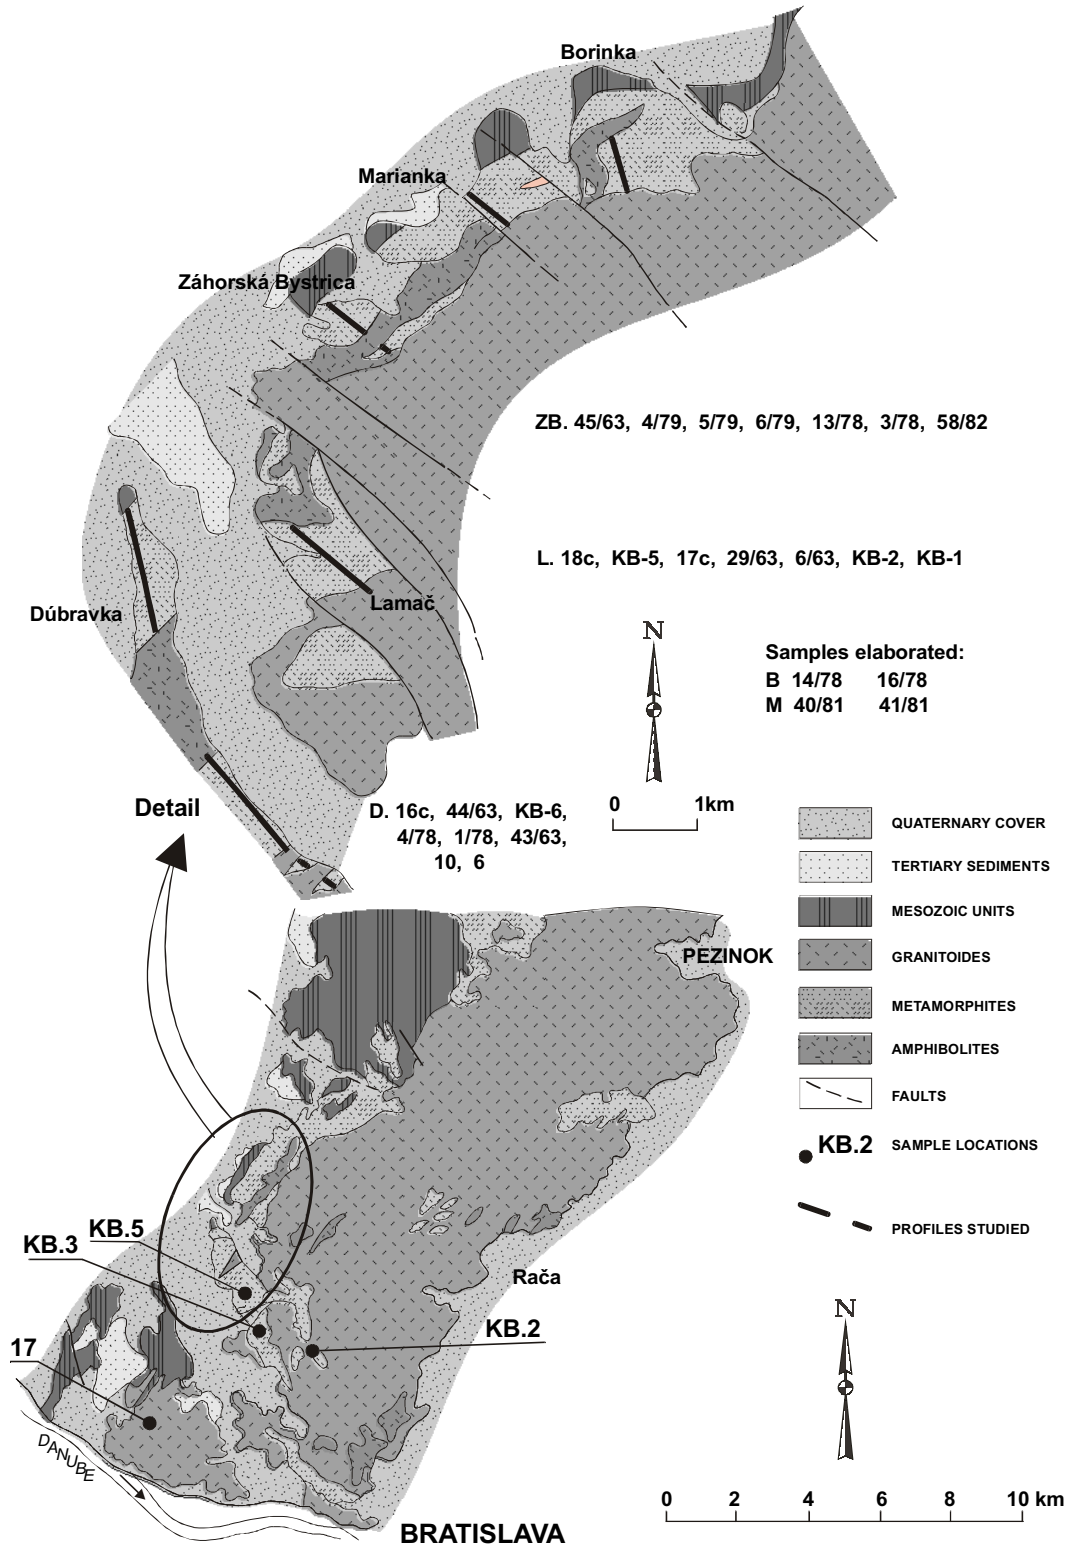 Borinka
Marianka
Záhorská Bystrica
ZB. 45/63, 4/79, 5/79, 6/79, 13/78, 3/78, 58/82
L. 18c, KB-5, 17c, 29/63, 6/63, KB-2, KB-1
Lamač
Dúbravka
N
Samples elaborated:
B 14/78 16/78
M 40/81 41/81
0 1km
Detail
D. 16c, 44/63, KB-6,
4/78, 1/78, 43/63,
10, 6
QUATERNARY COVER
TERTIARY SEDIMENTS
MESOZOIC UNITS
GRANITOIDES
METAMORPHITES
AMPHIBOLITES
FAULTS
KB.2 SAMPLE LOCATIONS
PROFILES STUDIED
PEZINOK
KB.5
KB.3
Rača
KB.2
17
N
DANUBE
0 2 4 6 8 10 km
BRATISLAVA